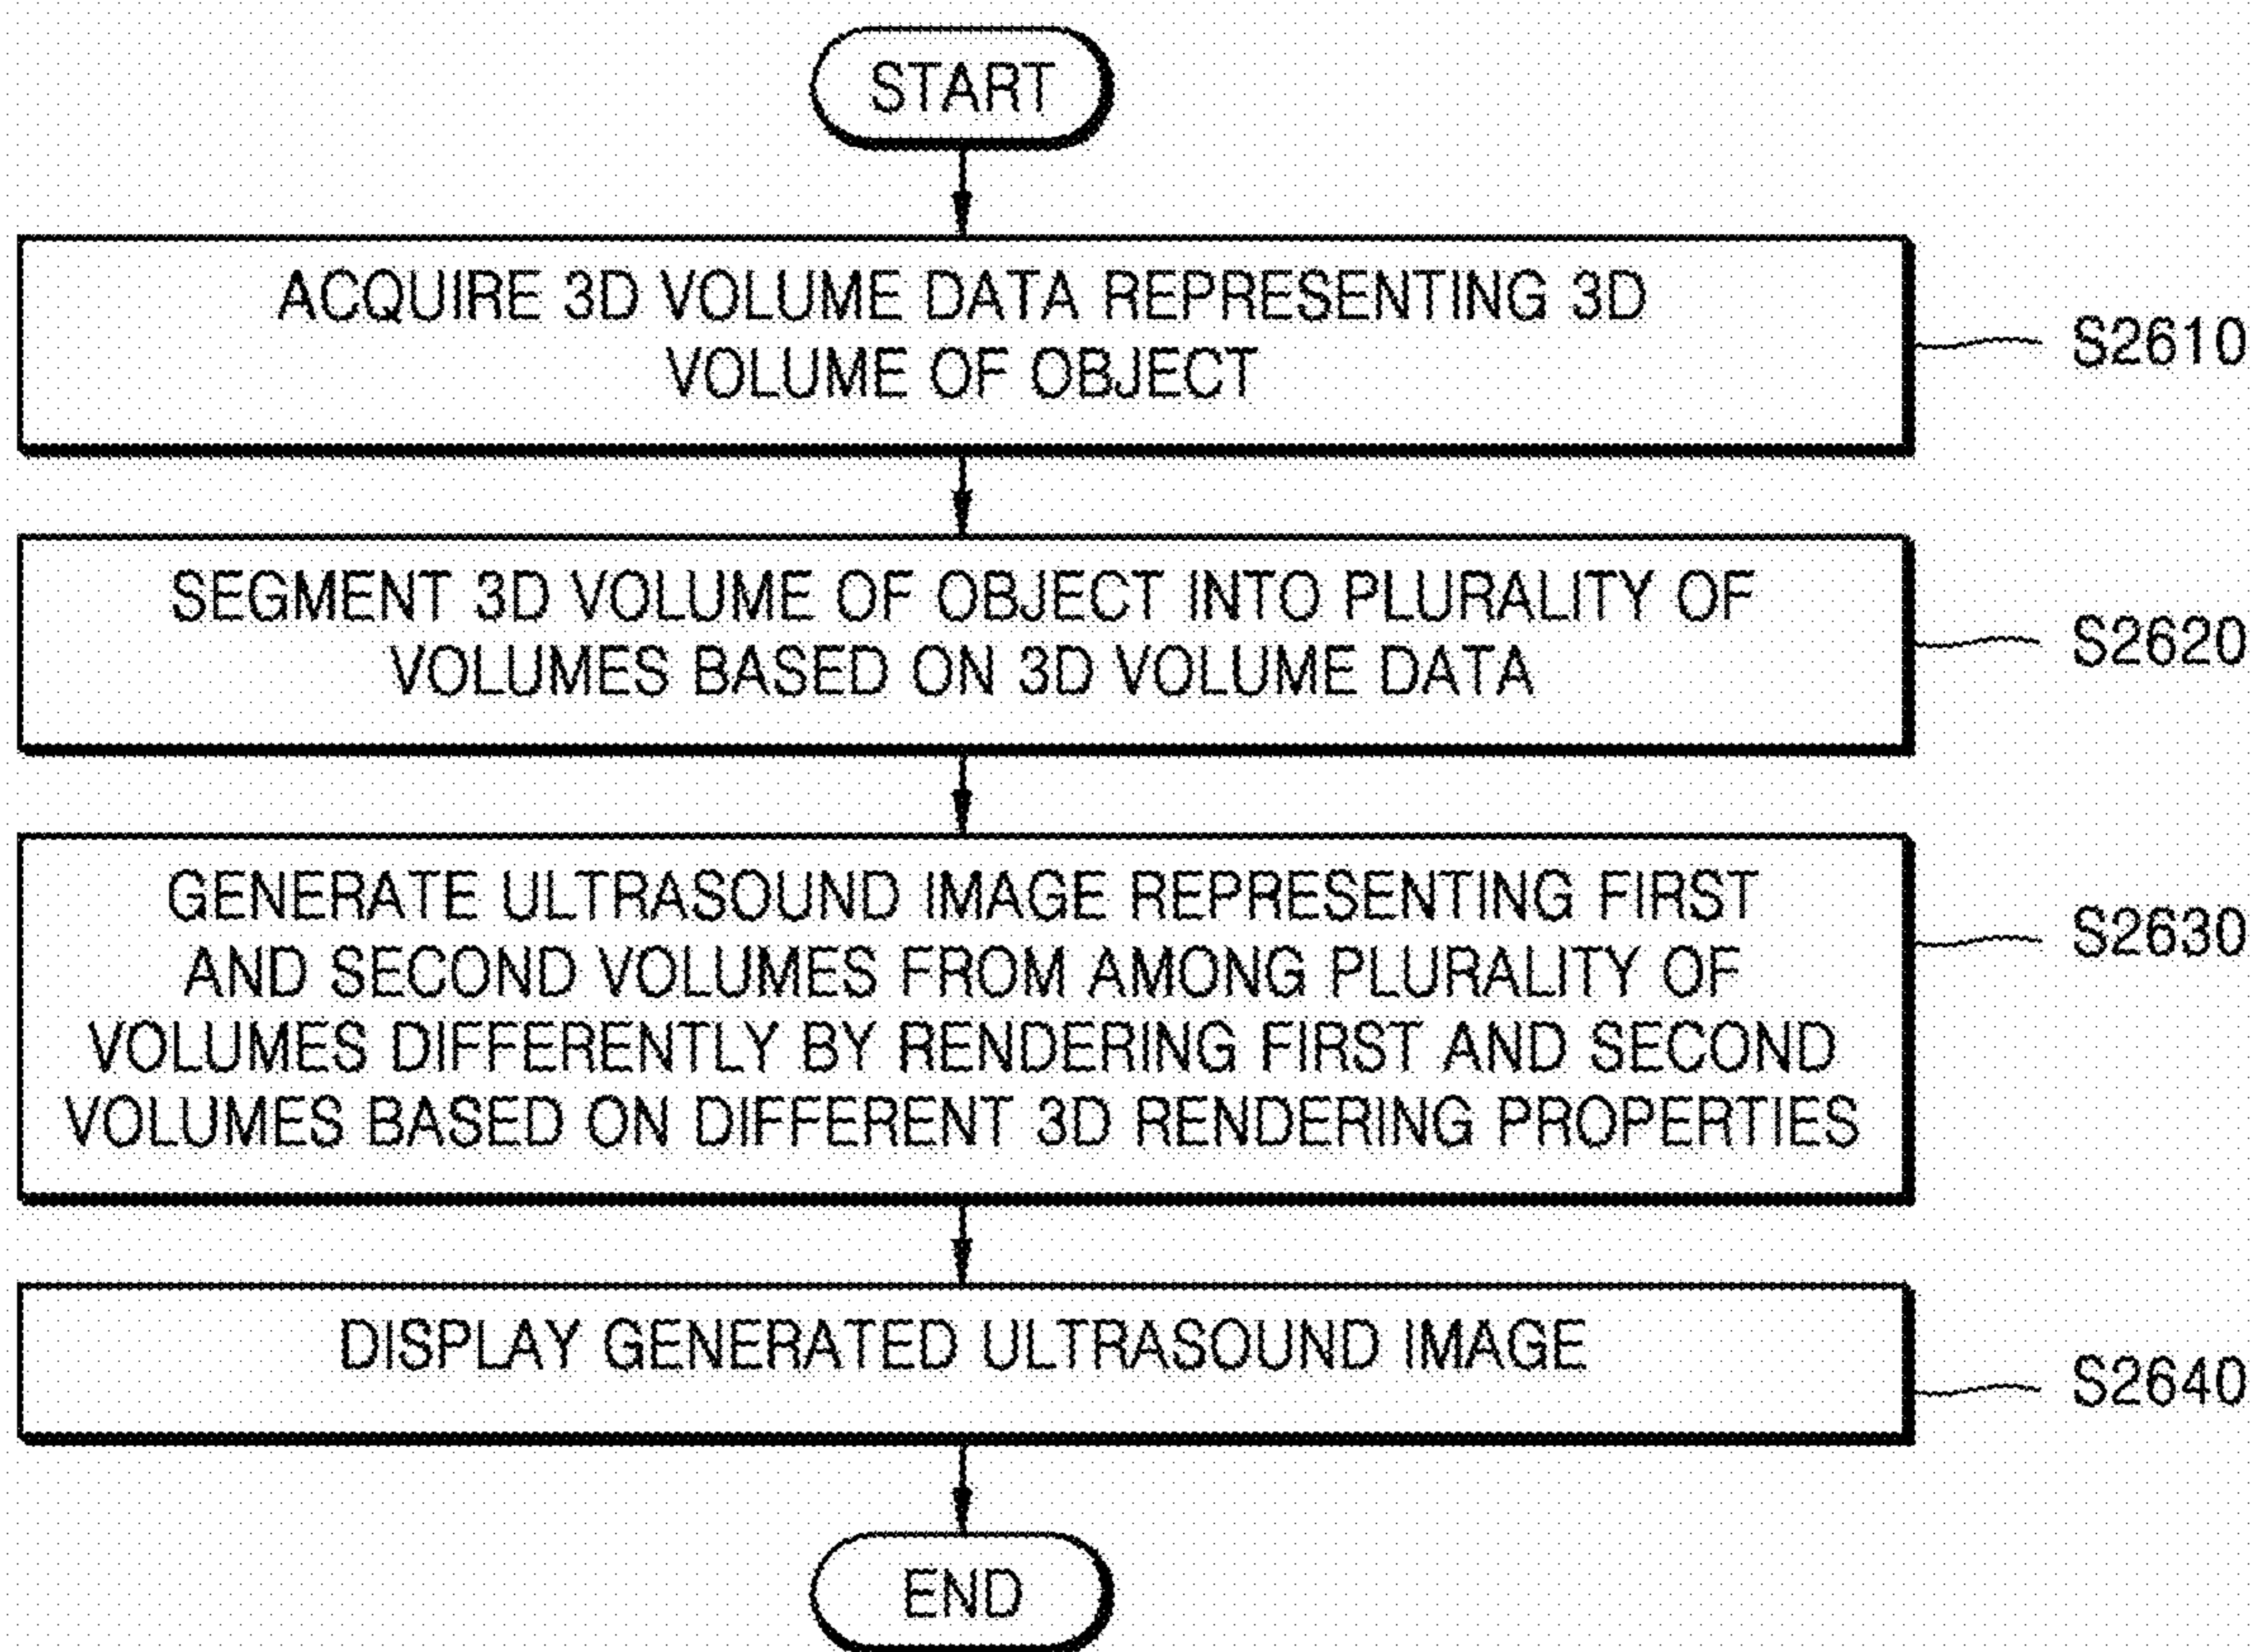 START
ACQUIRE 3D VOLUME DATA REPRESENTING 3D
VOLUME OF OBJECT
S2610
SEGMENT 3D VOLUME OF OBJECT INTO PLURALITY OF
VOLUMES BASED ON 3D VOLUME DATA
S2620
GENERATE ULTRASOUND IMAGE REPRESENTING FIRST
AND SECOND VOLUMES FROM AMONG PLURALITY OF
VOLUMES DIFFERENTLY BY RENDERING FIRST AND SECOND
VOLUMES BASED ON DIFFERENT 3D RENDERING PROPERTIES
S2630
DISPLAY GENERATED ULTRASOUND IMAGE
S2640
END